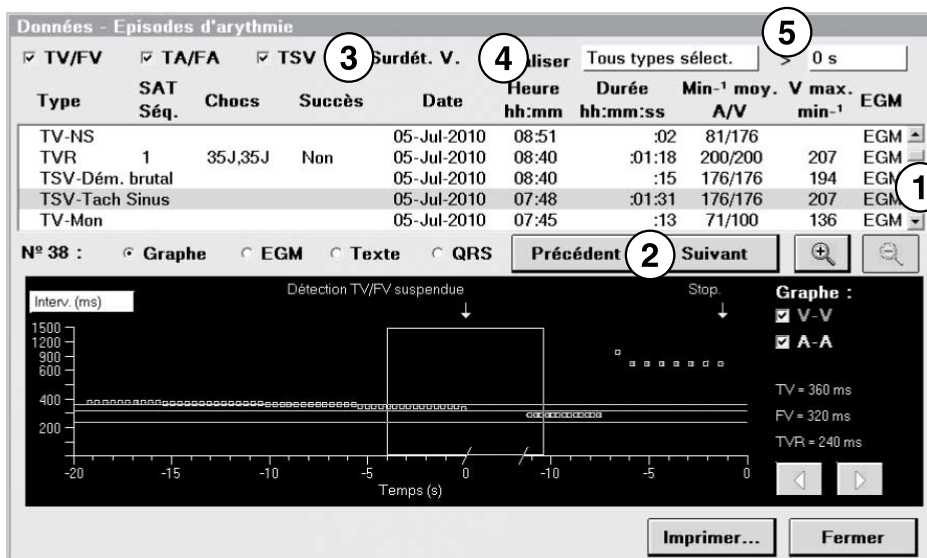 Données - Episodes d'arythmie
TV/FV TA/FA TSV 3 Surdét. V. 4 aliser Tous types sélect. 5 > 0 s
Type SAT Séq. Chocs Succès Date Heure hh:mm Durée hh:mm:ss Min-¹ moy. A/V V max. min-¹ EGM
TV-NS 05-Jul-2010 08:51 :02 81/176 EGM
TVR 1 35J,35J Non 05-Jul-2010 08:40 :01:18 200/200 207 EGM
TSV-Dém. brutal 05-Jul-2010 08:40 :15 176/176 194 EGM
TSV-Tach Sinus 05-Jul-2010 07:48 :01:31 176/176 207 EGM 1
TV-Mon 05-Jul-2010 07:45 :13 71/100 136 EGM
Nº 38 : Graphe EGM Texte QRS Précédent 2 Suivant
Interv. (ms) Détection TV/FV suspendue Stop. Graphe :
V-V
A-A
1500
1200
900
600
400
200
TV = 360 ms
FV = 320 ms
TVR = 240 ms
-20 -15 -10 -5 0 -10 -5 0
Temps (s)
Imprimer... Fermer